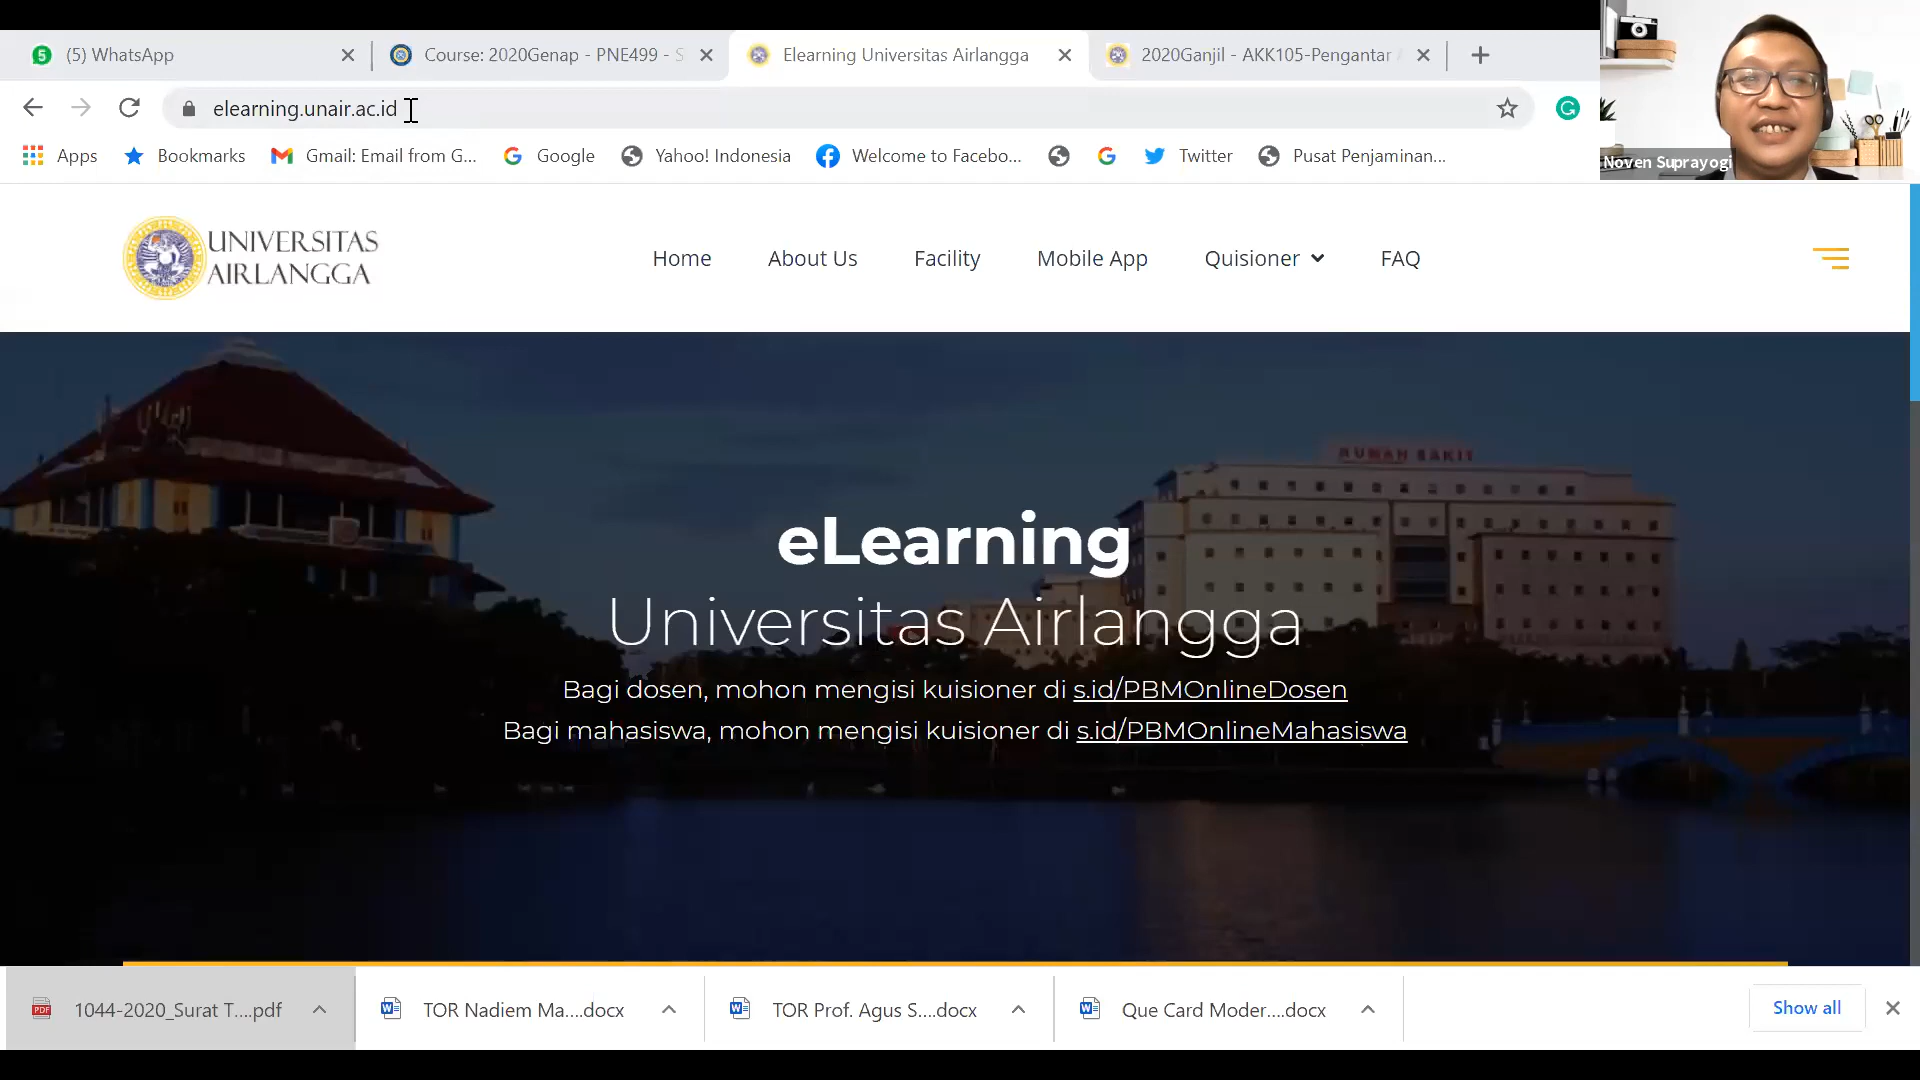 (5) WhatsApp
Course: 2020Genap - PNE499 - S
Elearning Universitas Airlangga
2020Ganjil - AKK105-Pengantar
elearning.unair.ac.id
Apps
Bookmarks
Gmail: Email from G...
Google
Yahoo! Indonesia
Welcome to Facebo...
Twitter
Pusat Penjaminan...
Noven Suprayogi
UNIVERSITAS
AIRLANGGA
Home
About Us
Facility
Mobile App
Quisioner
FAQ
RUMAH SAKIT
eLearning
Universitas Airlangga
Bagi dosen, mohon mengisi kuisioner di s.id/PBMOnlineDosen
Bagi mahasiswa, mohon mengisi kuisioner di s.id/PBMOnlineMahasiswa
1044-2020_Surat T....pdf
TOR Nadiem Ma....docx
TOR Prof. Agus S....docx
Que Card Moder....docx
Show all